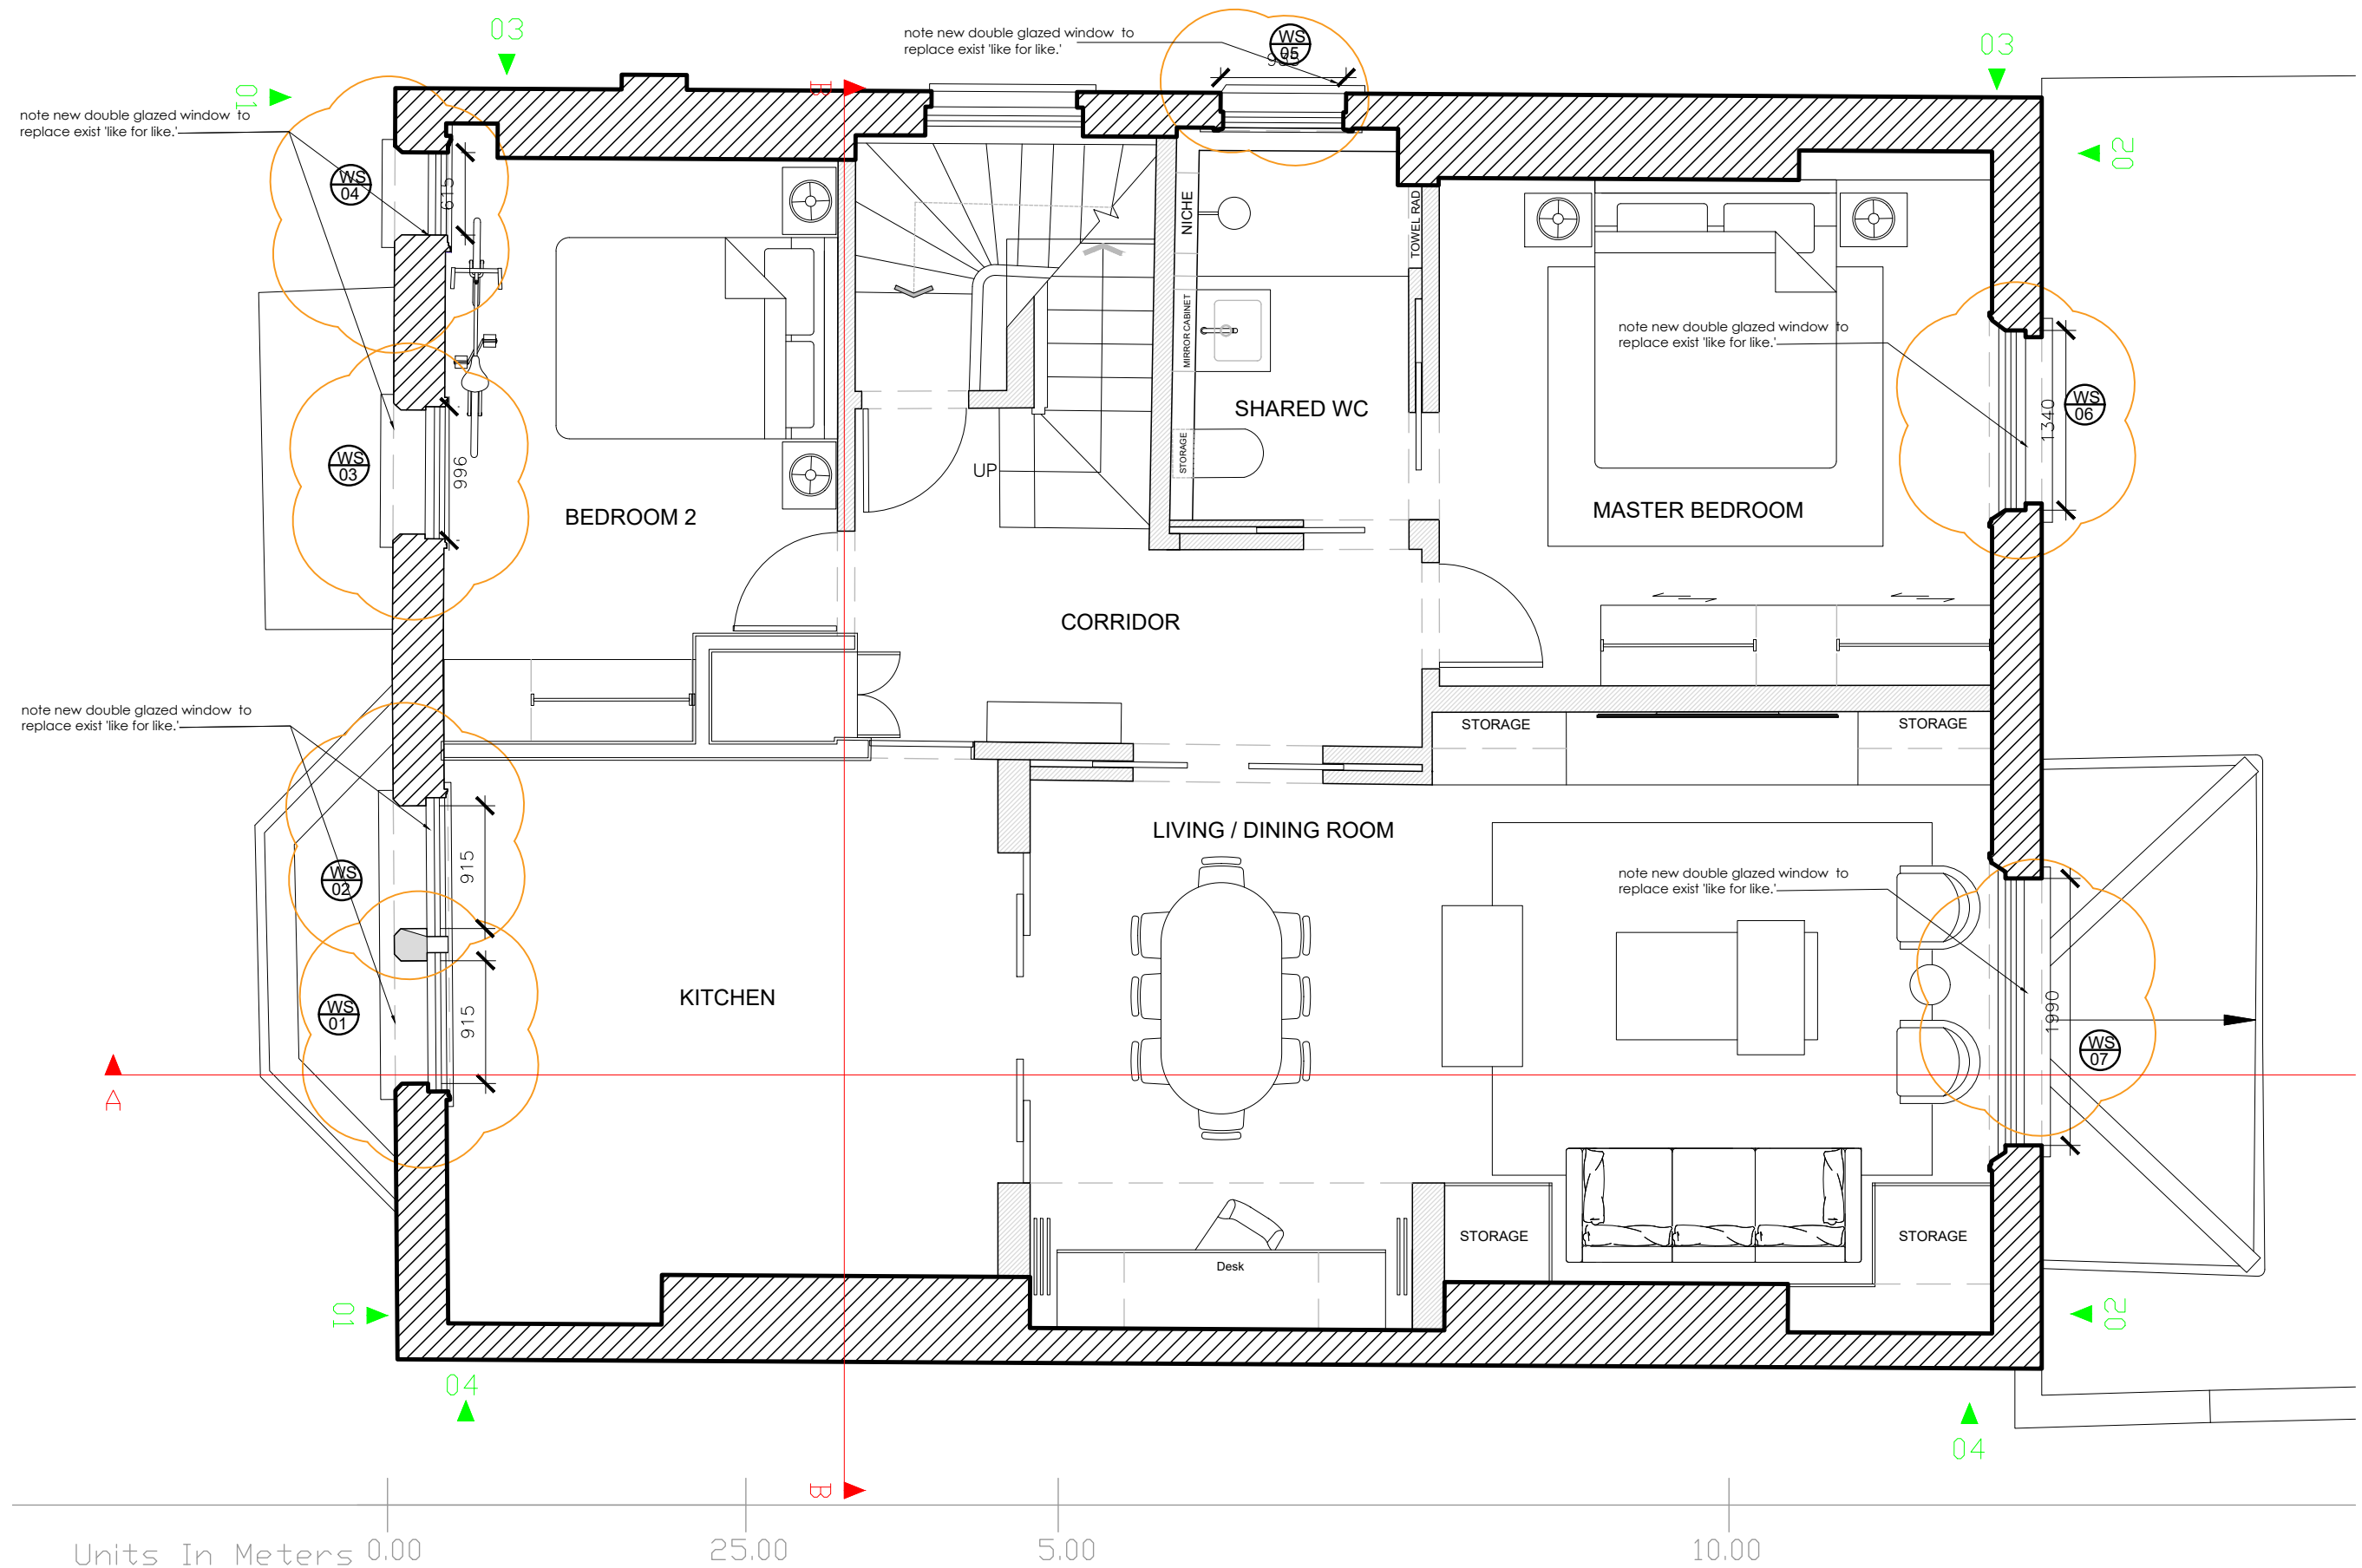 03
note new double glazed window to
replace exist 'like for like.'
WS
05
03
01
B
note new double glazed window to
replace exist 'like for like.'
02
WS
04
615
NICHE
TOWEL RAD
MIRROR CABINET
note new double glazed window to
replace exist 'like for like.'
1340
WS
06
SHARED WC
WS
03
996
STORAGE
UP
BEDROOM 2
MASTER BEDROOM
CORRIDOR
note new double glazed window to
replace exist 'like for like.'
STORAGE
STORAGE
LIVING / DINING ROOM
915
WS
02
note new double glazed window to
replace exist 'like for like.'
KITCHEN
WS
01
915
1990
WS
07
A
STORAGE
STORAGE
Desk
01
02
04
04
B
Units In Meters
0.00
25.00
5.00
10.00